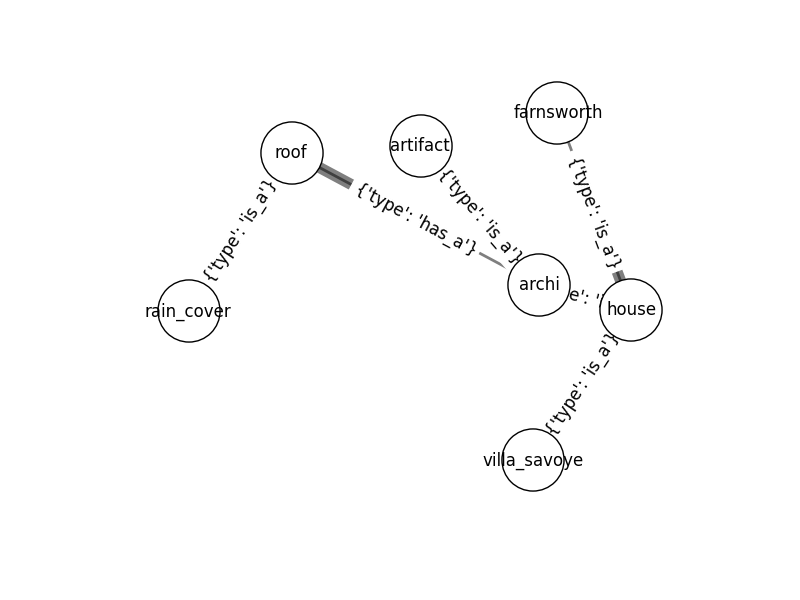 farnsworth
artifact
roof
{'type': 'is_a'}
{'type': 'is_a'}
{'type': 'is_a'}
{'type': 'has_a'}
archi
e': '
house
rain_cover
{'type': 'is_a'}
villa_savoye